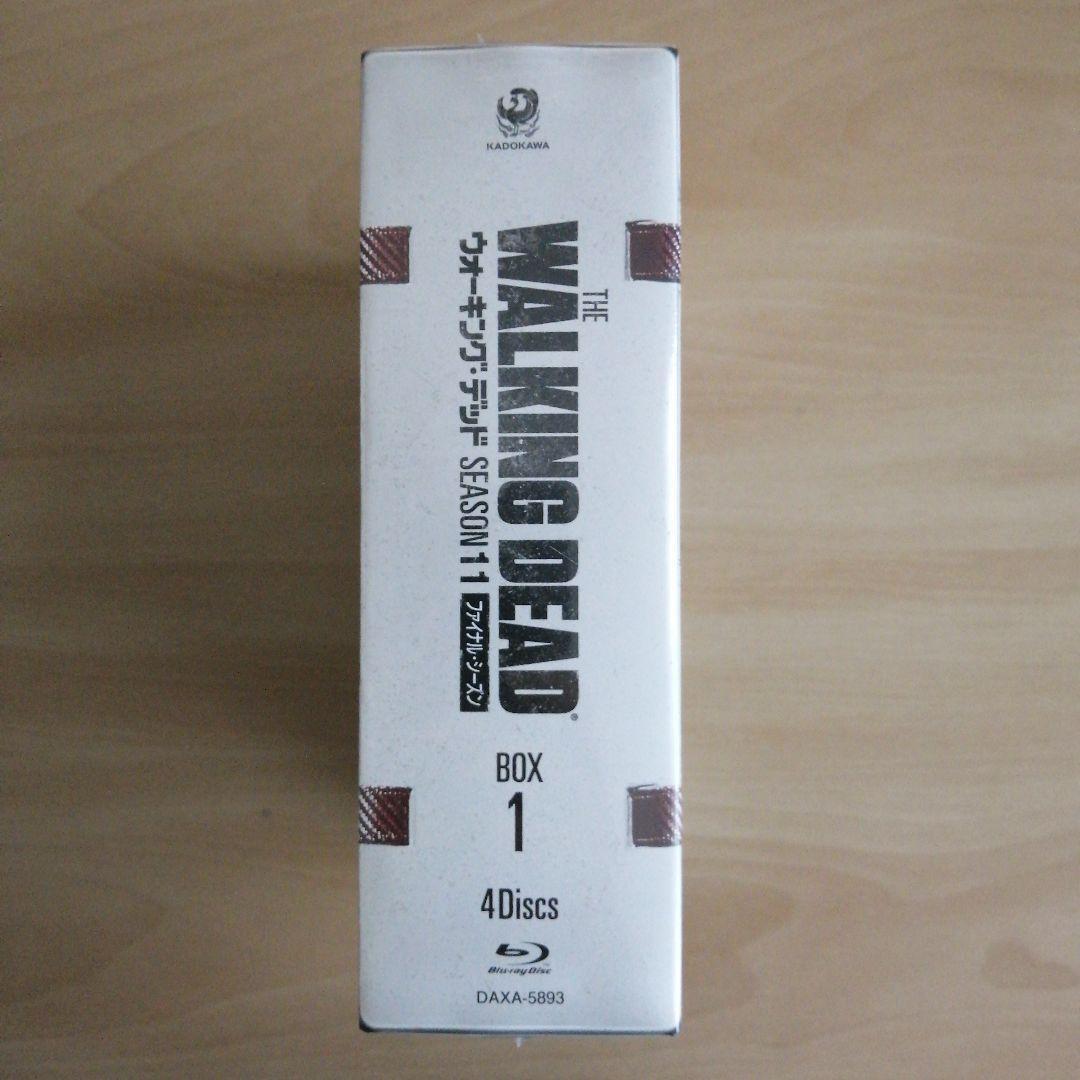 KADOKAWA
THE
WALKING DEAD®
ウォーキング・デッド SEASON 11
ファイナル・シーズン
BOX
1
4Discs
Blu-ray Disc
DAXA-5893